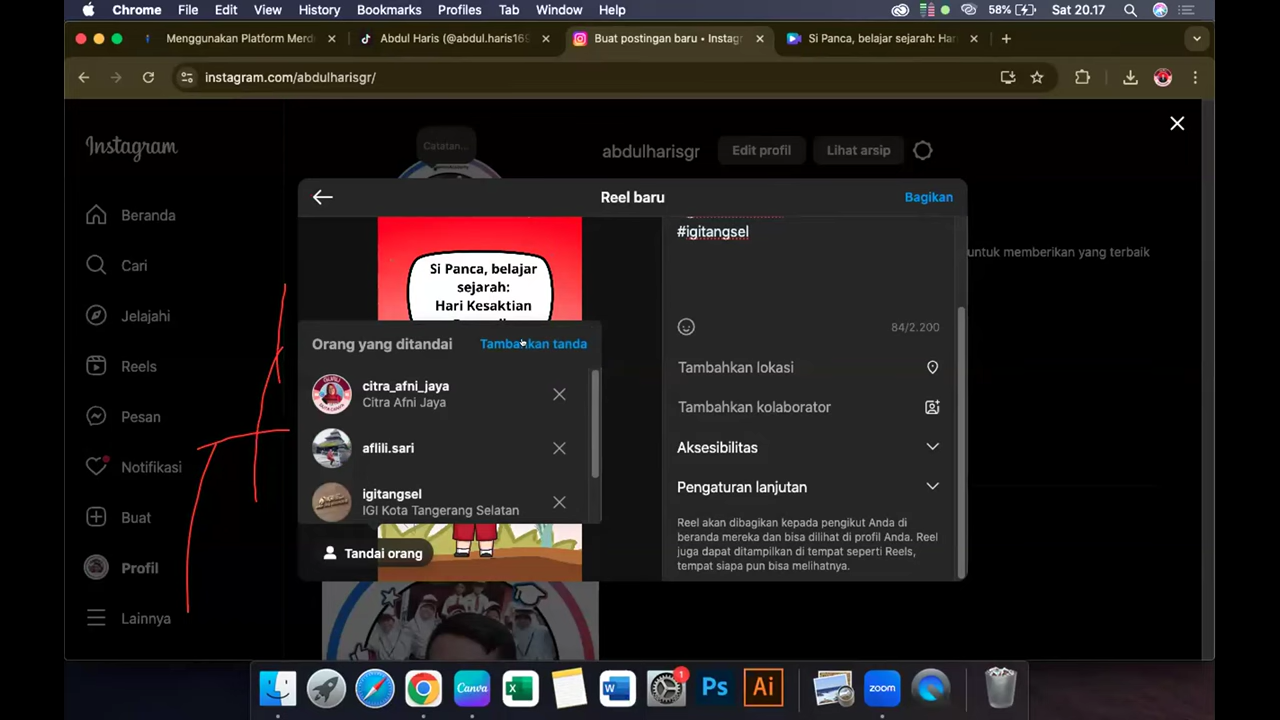 Chrome File Edit View History Bookmarks Profiles Tab Window Help
58% Sat 20.17
Menggunakan Platform Merd
Abdul Haris (@abdul.haris169
Buat postingan baru • Instag
Si Panca, belajar sejarah: Har
instagram.com/abdulharisgr/
Instagram
Catatan...
abdulharisgr Edit profil Lihat arsip
Beranda
Cari
Jelajahi
Reels
Pesan
Notifikasi
Buat
Profil
Lainnya
untuk memberikan yang terbaik
Reel baru Bagikan
Si Panca, belajar
sejarah:
Hari Kesaktian
Orang yang ditandai Tambahkan tanda
citra_afni_jaya
Citra Afni Jaya
aflili.sari
igitangsel
IGI Kota Tangerang Selatan
Tandai orang
#igitangsel
84/2.200
Tambahkan lokasi
Tambahkan kolaborator
Aksesibilitas
Pengaturan lanjutan
Reel akan dibagikan kepada pengikut Anda di
beranda mereka dan bisa dilihat di profil Anda. Reel
juga dapat ditampilkan di tempat seperti Reels,
tempat siapa pun bisa melihatnya.
Canva
X
W
1
Ps
Ai
zoom